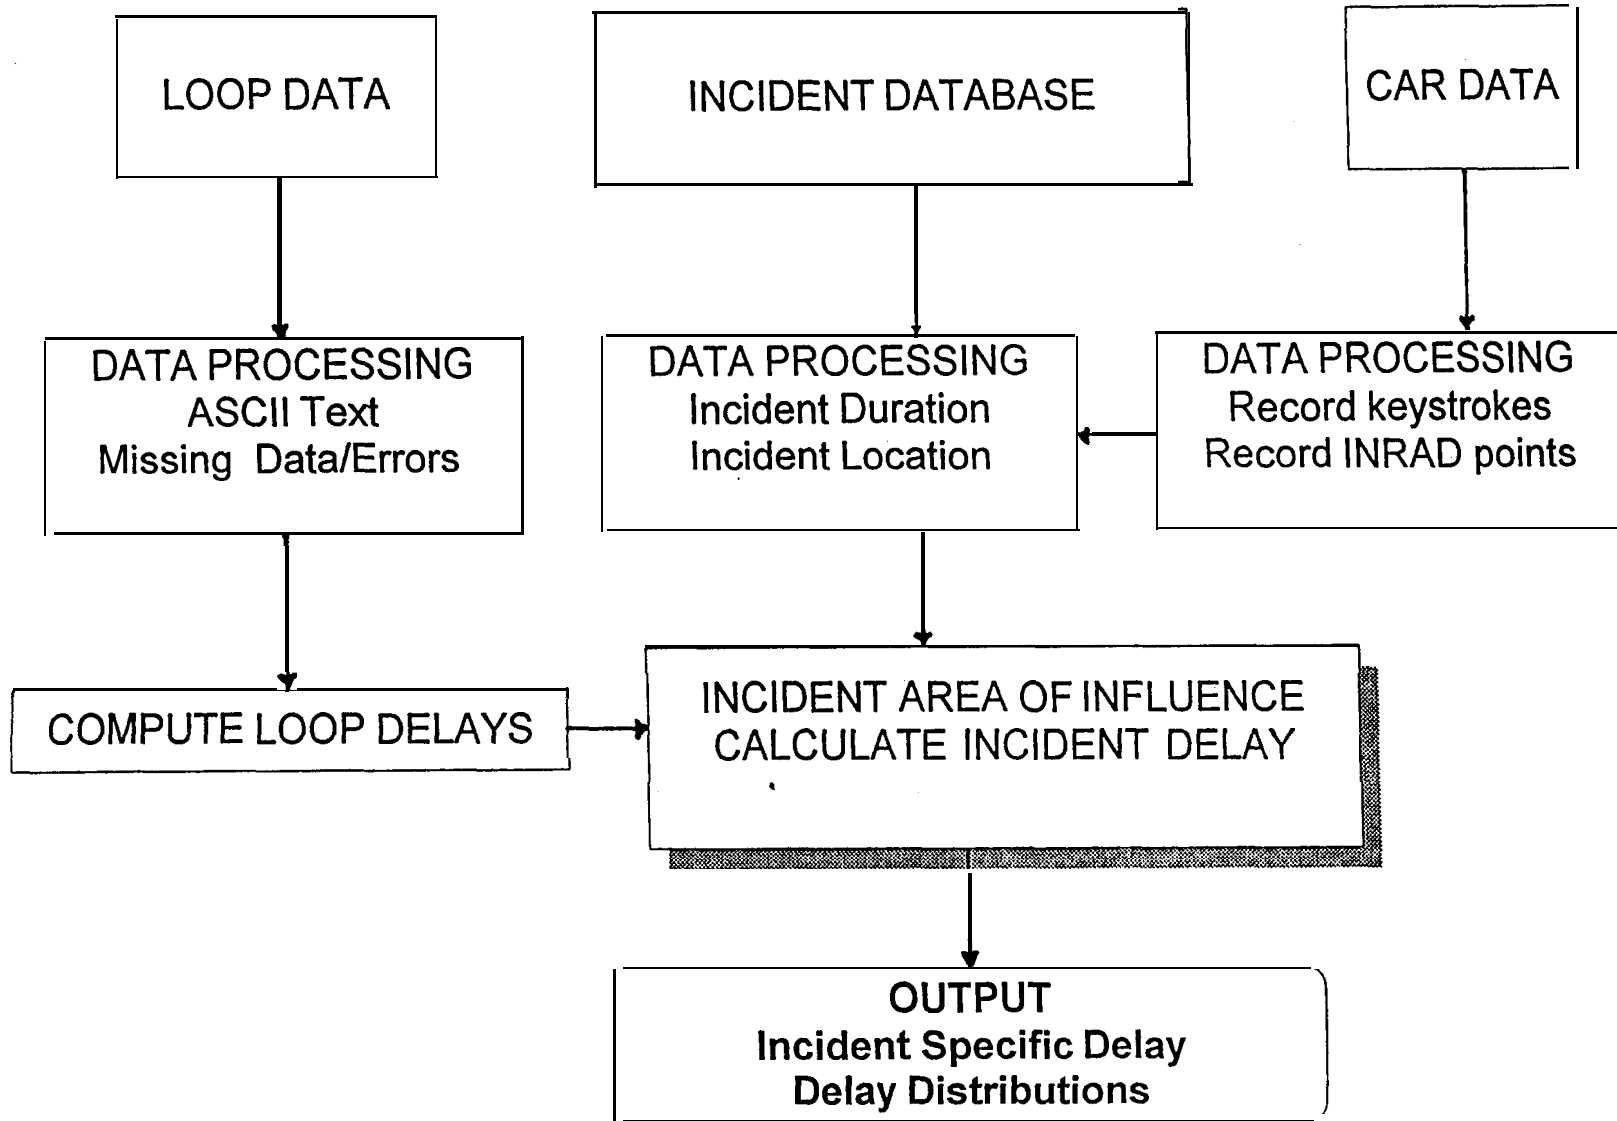 LOOP DATA
INCIDENT DATABASE
CAR DATA
DATA PROCESSING
ASCII Text
Missing Data/Errors
DATA PROCESSING
Incident Duration
Incident Location
DATA PROCESSING
Record keystrokes
Record INRAD points
COMPUTE LOOP DELAYS
INCIDENT AREA OF INFLUENCE
CALCULATE INCIDENT DELAY
OUTPUT
Incident Specific Delay
Delay Distributions